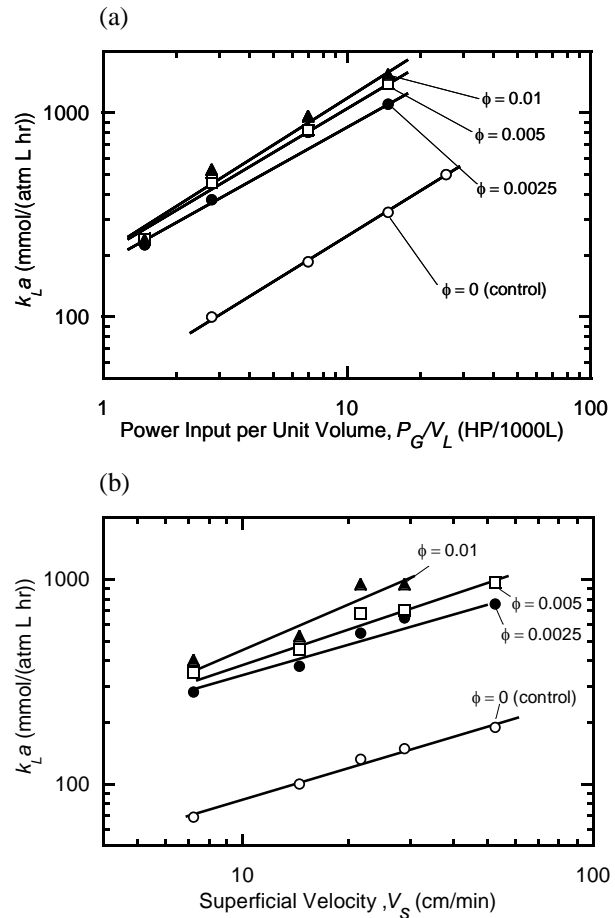 (a)
1000
100
k_L a (mmol/(atm L hr))
ϕ = 0.01
ϕ = 0.005
ϕ = 0.0025
ϕ = 0 (control)
1 10 100
Power Input per Unit Volume, P_G/V_L (HP/1000L)
(b)
1000
100
k_L a (mmol/(atm L hr))
ϕ = 0.01
ϕ = 0.005
ϕ = 0.0025
ϕ = 0 (control)
10 100
Superficial Velocity ,V_S (cm/min)